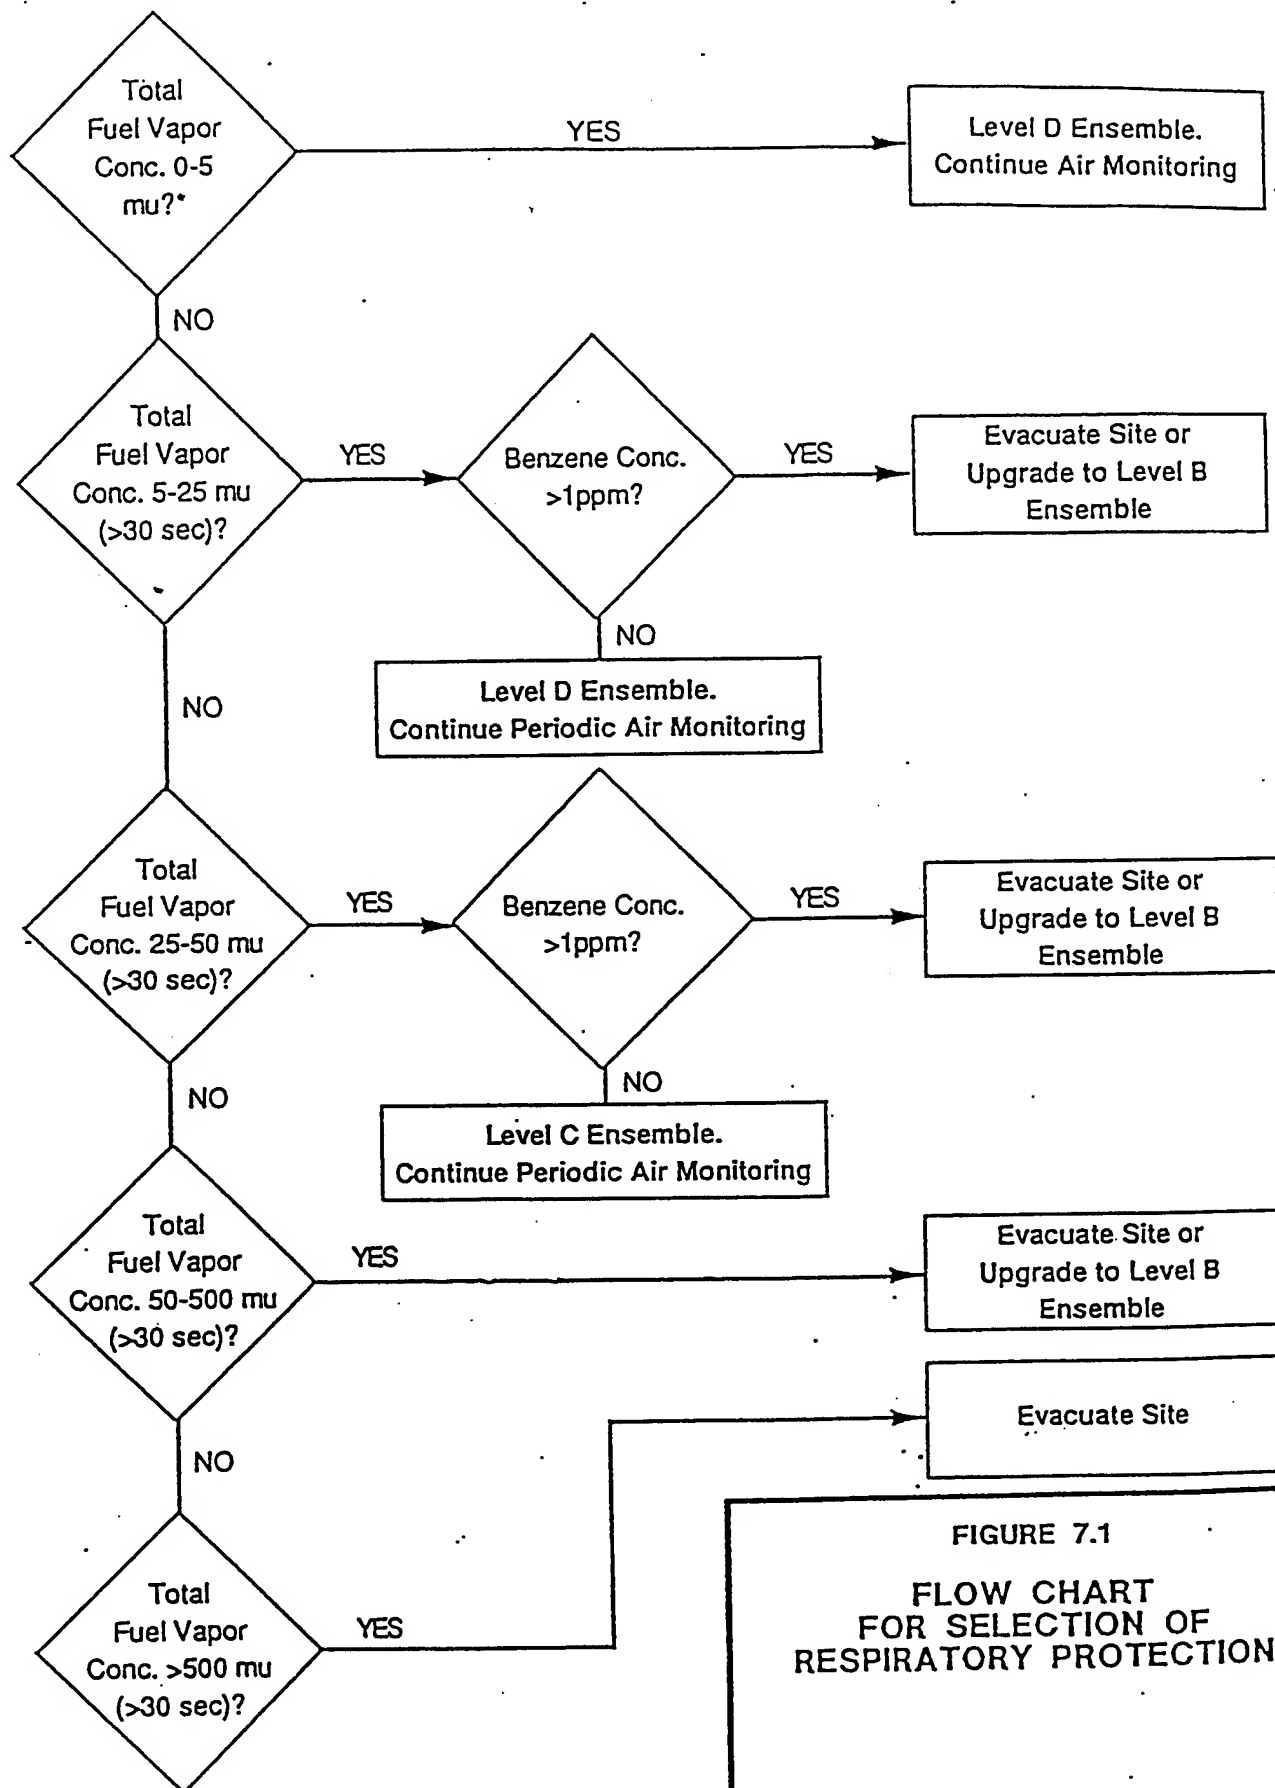 Total
Fuel Vapor
Conc. 0-5
mu?*
YES
Level D Ensemble.
Continue Air Monitoring
NO
Total
Fuel Vapor
Conc. 5-25 mu
(>30 sec)?
YES
Benzene Conc.
>1ppm?
YES
Evacuate Site or
Upgrade to Level B
Ensemble
NO
Level D Ensemble.
Continue Periodic Air Monitoring
NO
Total
Fuel Vapor
Conc. 25-50 mu
(>30 sec)?
YES
Benzene Conc.
>1ppm?
YES
Evacuate Site or
Upgrade to Level B
Ensemble
NO
Level C Ensemble.
Continue Periodic Air Monitoring
NO
Total
Fuel Vapor
Conc. 50-500 mu
(>30 sec)?
YES
Evacuate Site or
Upgrade to Level B
Ensemble
NO
Total
Fuel Vapor
Conc. >500 mu
(>30 sec)?
YES
Evacuate Site
FIGURE 7.1
FLOW CHART
FOR SELECTION OF
RESPIRATORY PROTECTION